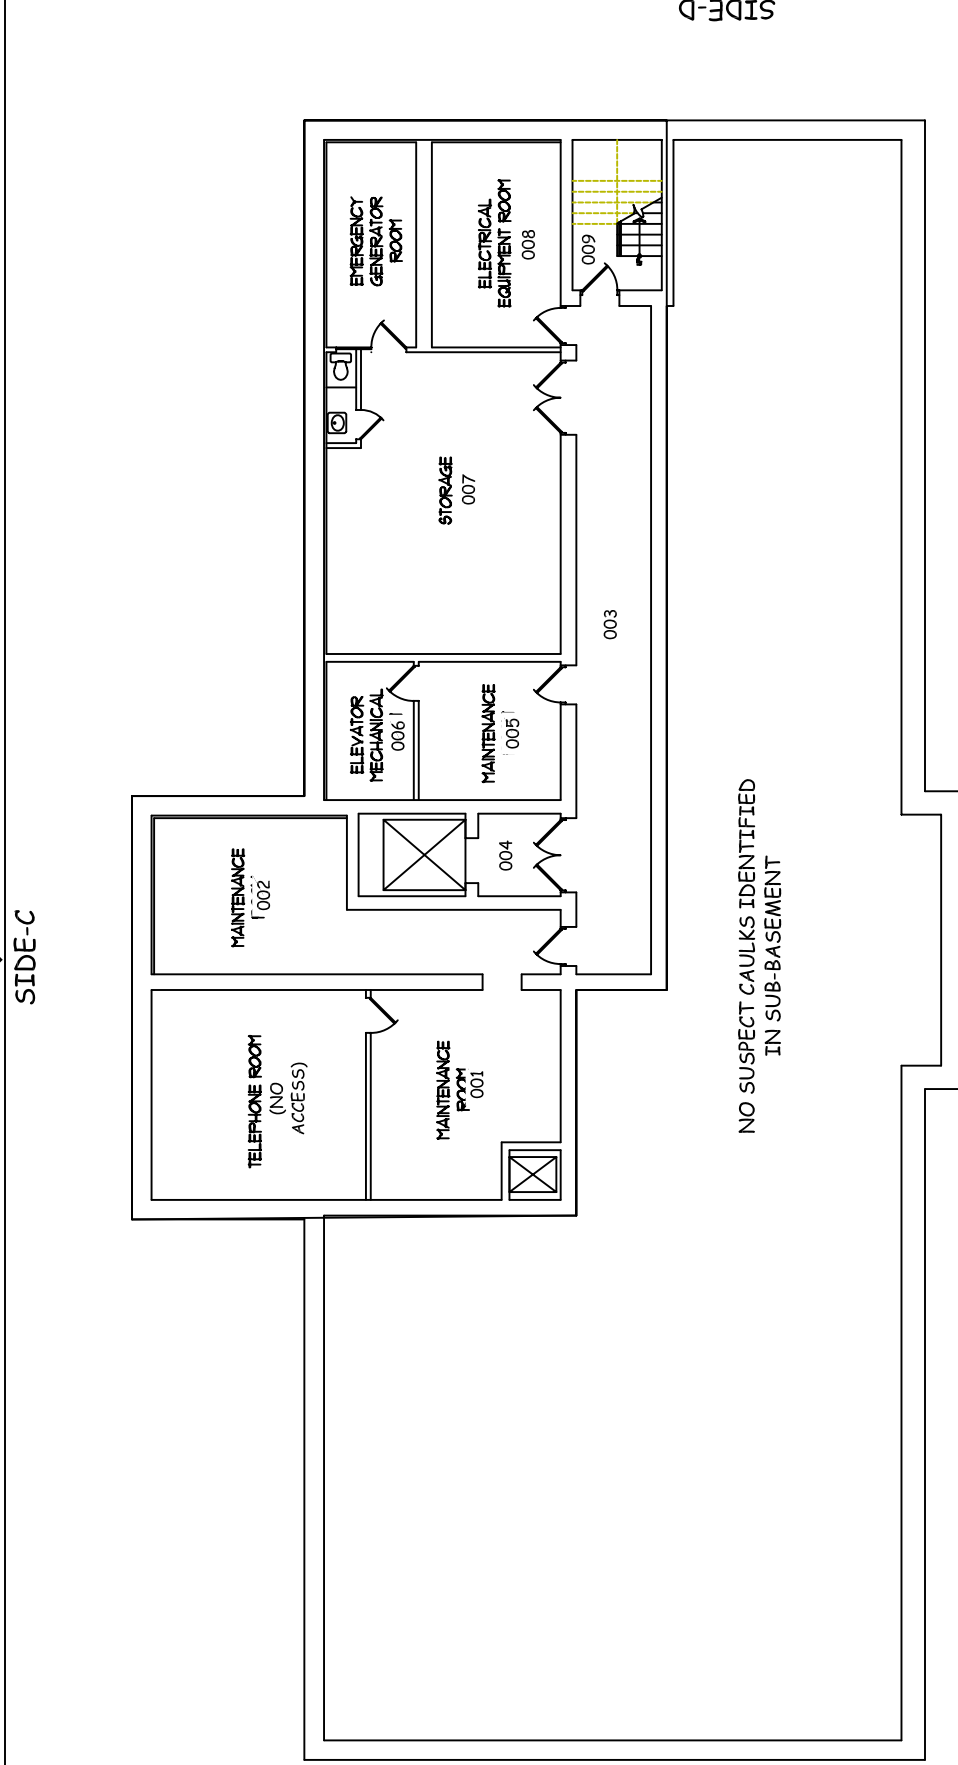 SIDE-D
SIDE-C
EMERGENCY
GENERATOR
ROOM
ELECTRICAL
EQUIPMENT ROOM
008
009
STORAGE
007
003
ELEVATOR
MECHANICAL
006
MAINTENANCE
005
004
MAINTENANCE
002
TELEPHONE ROOM
(NO
ACCESS)
MAINTENANCE
ROOM
001
NO SUSPECT CAULKS IDENTIFIED
IN SUB-BASEMENT